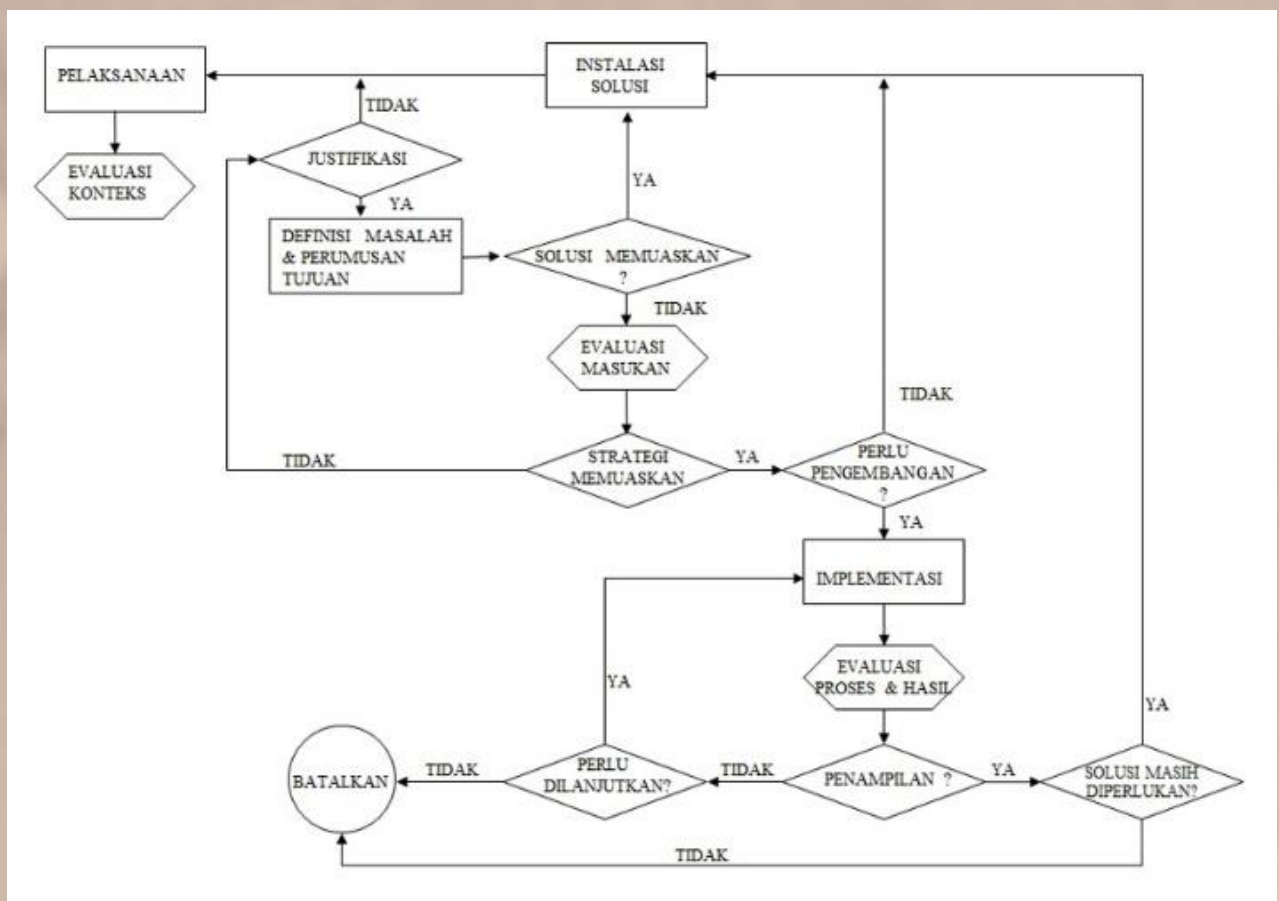 PELAKSANAAN
INSTALASI
SOLUSI
TIDAK
JUSTIFIKASI
EVALUASI
KONTEKS
YA
YA
DEFINISI MASALAH
& PERUMUSAN
TUJUAN
SOLUSI MEMUASKAN
?
TIDAK
EVALUASI
MASUKAN
TIDAK
TIDAK
STRATEGI
MEMUASKAN
YA
PERLU
PENGEMBANGAN
?
YA
IMPLEMENTASI
EVALUASI
PROSES & HASIL
YA
YA
BATALKAN
TIDAK
PERLU
DILANJUTKAN?
TIDAK
PENAMPILAN ?
YA
SOLUSI MASIH
DIPERLUKAN?
TIDAK